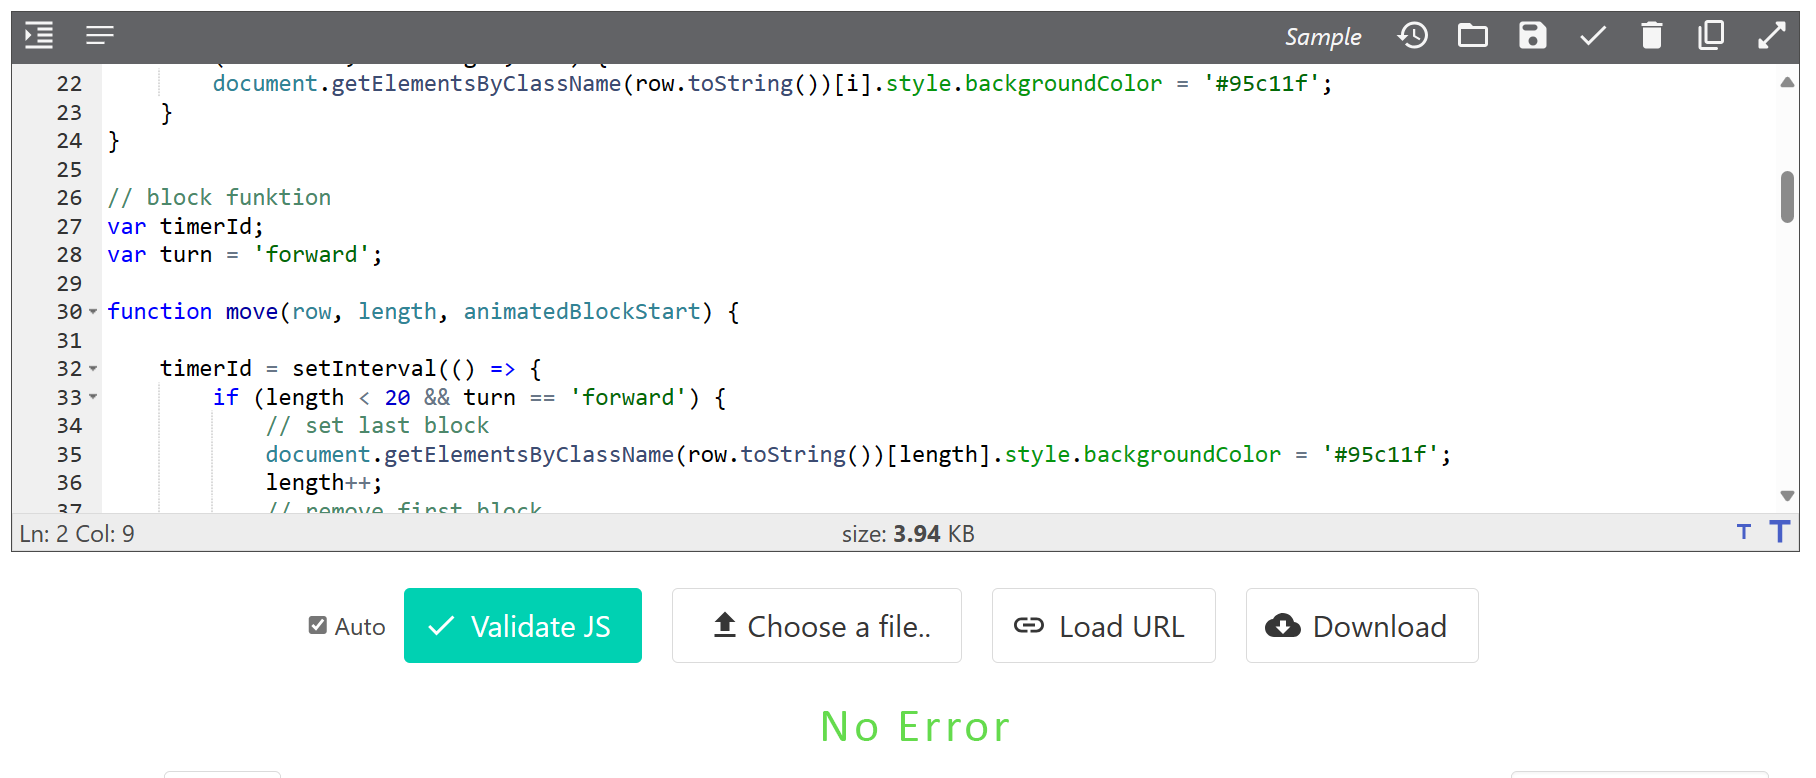 Sample
22 document.getElementsByClassName(row.toString())[i].style.backgroundColor = '#95c11f';
23 }
24 }
25
26 // block funktion
27 var timerId;
28 var turn = 'forward';
29
30 function move(row, length, animatedBlockStart) {
31
32 timerId = setInterval(() => {
33 if (length < 20 && turn == 'forward') {
34 // set last block
35 document.getElementsByClassName(row.toString())[length].style.backgroundColor = '#95c11f';
36 length++;
37 // remove first block
Ln: 2 Col: 9 size: 3.94 KB T T
Auto Validate JS Choose a file.. Load URL Download
No Error